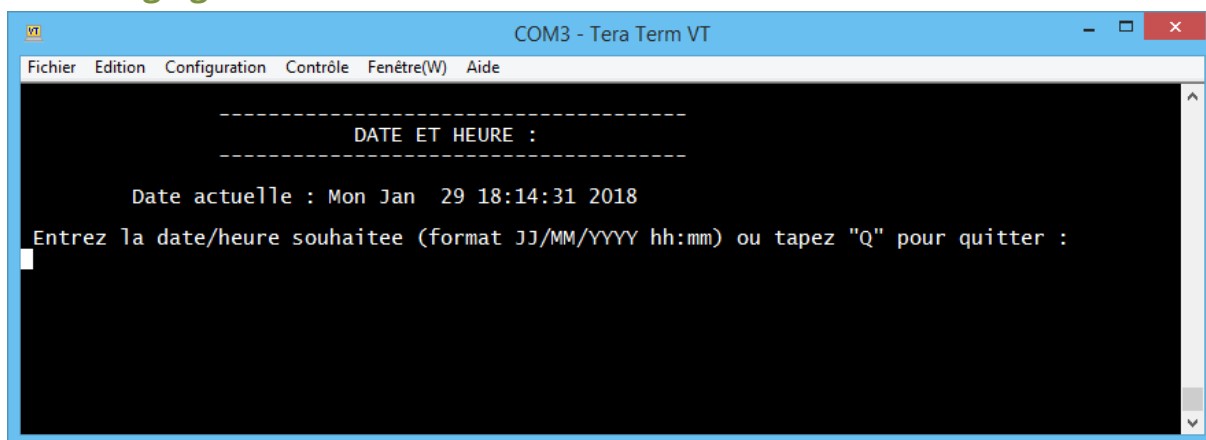 COM3 - Tera Term VT
Fichier Edition Configuration Contrôle Fenêtre(W) Aide
--------------------------------------
DATE ET HEURE :
--------------------------------------
Date actuelle : Mon Jan  29 18:14:31 2018
Entrez la date/heure souhaitee (format JJ/MM/YYYY hh:mm) ou tapez "Q" pour quitter :